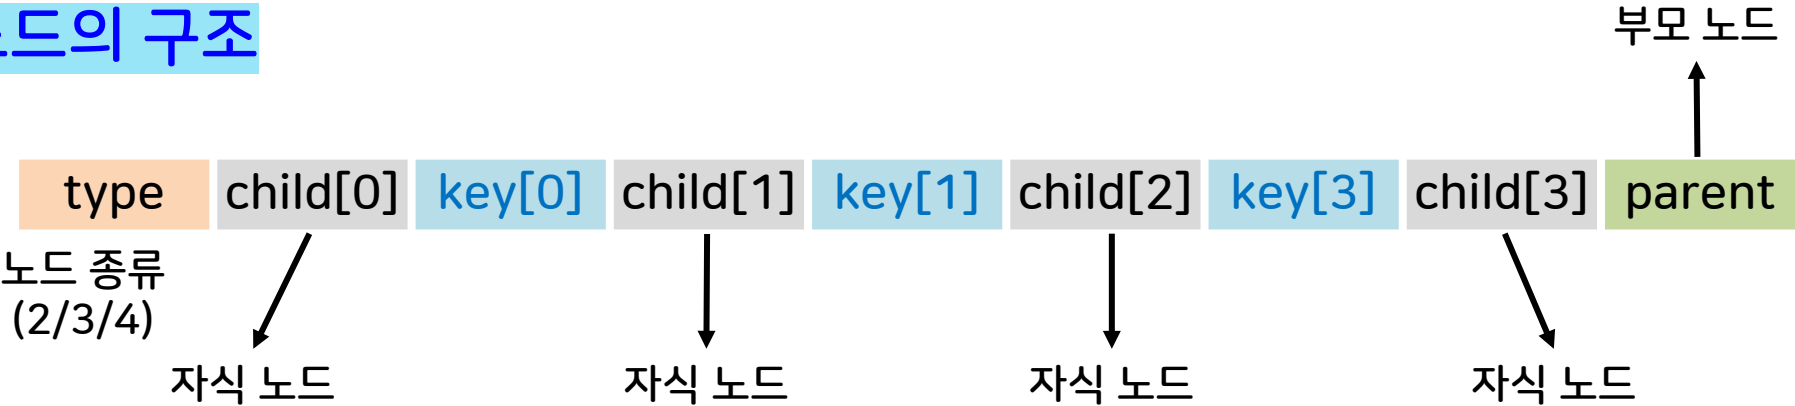 드의 구조
부모 노드
type child[0] key[0] child[1] key[1] child[2] key[3] child[3] parent
노드 종류
(2/3/4)
자식 노드 자식 노드 자식 노드 자식 노드